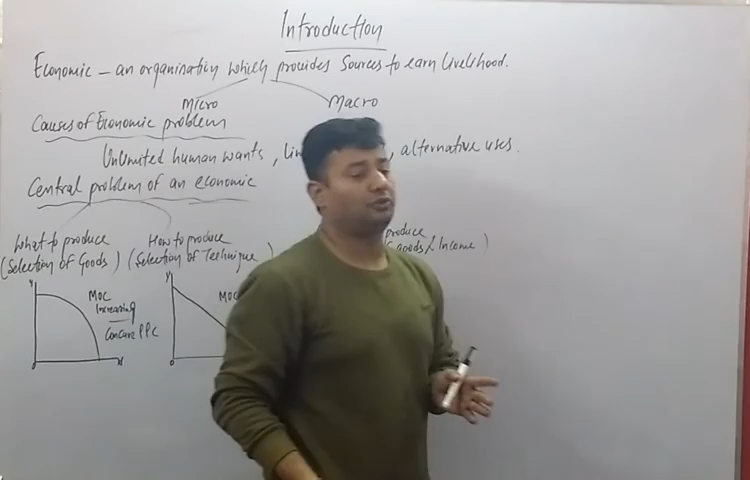 Introduction
Economic – an organisation which provides sources to earn livelihood.
Micro Macro
Causes of Economic problem
Unlimited human wants , alternative uses.
Central problem of an economic
What to produce How to produce produce
(Selection of Goods) (Selection of Technique) Goods & Income)
Y Y
MOC MOC
Increasing
Concave PPC
O X O